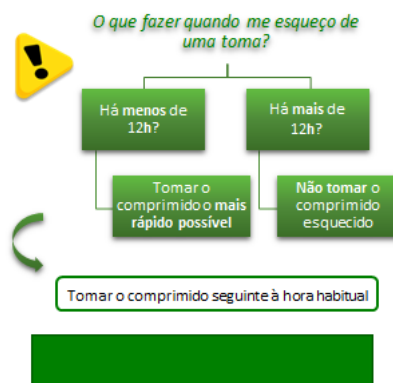 O que fazer quando me esqueço de
uma toma?
Há menos de
12h?
Há mais de
12h?
Tomar o
comprimido o mais
rápido possível
Não tomar o
comprimido
esquecido
Tomar o comprimido seguinte à hora habitual